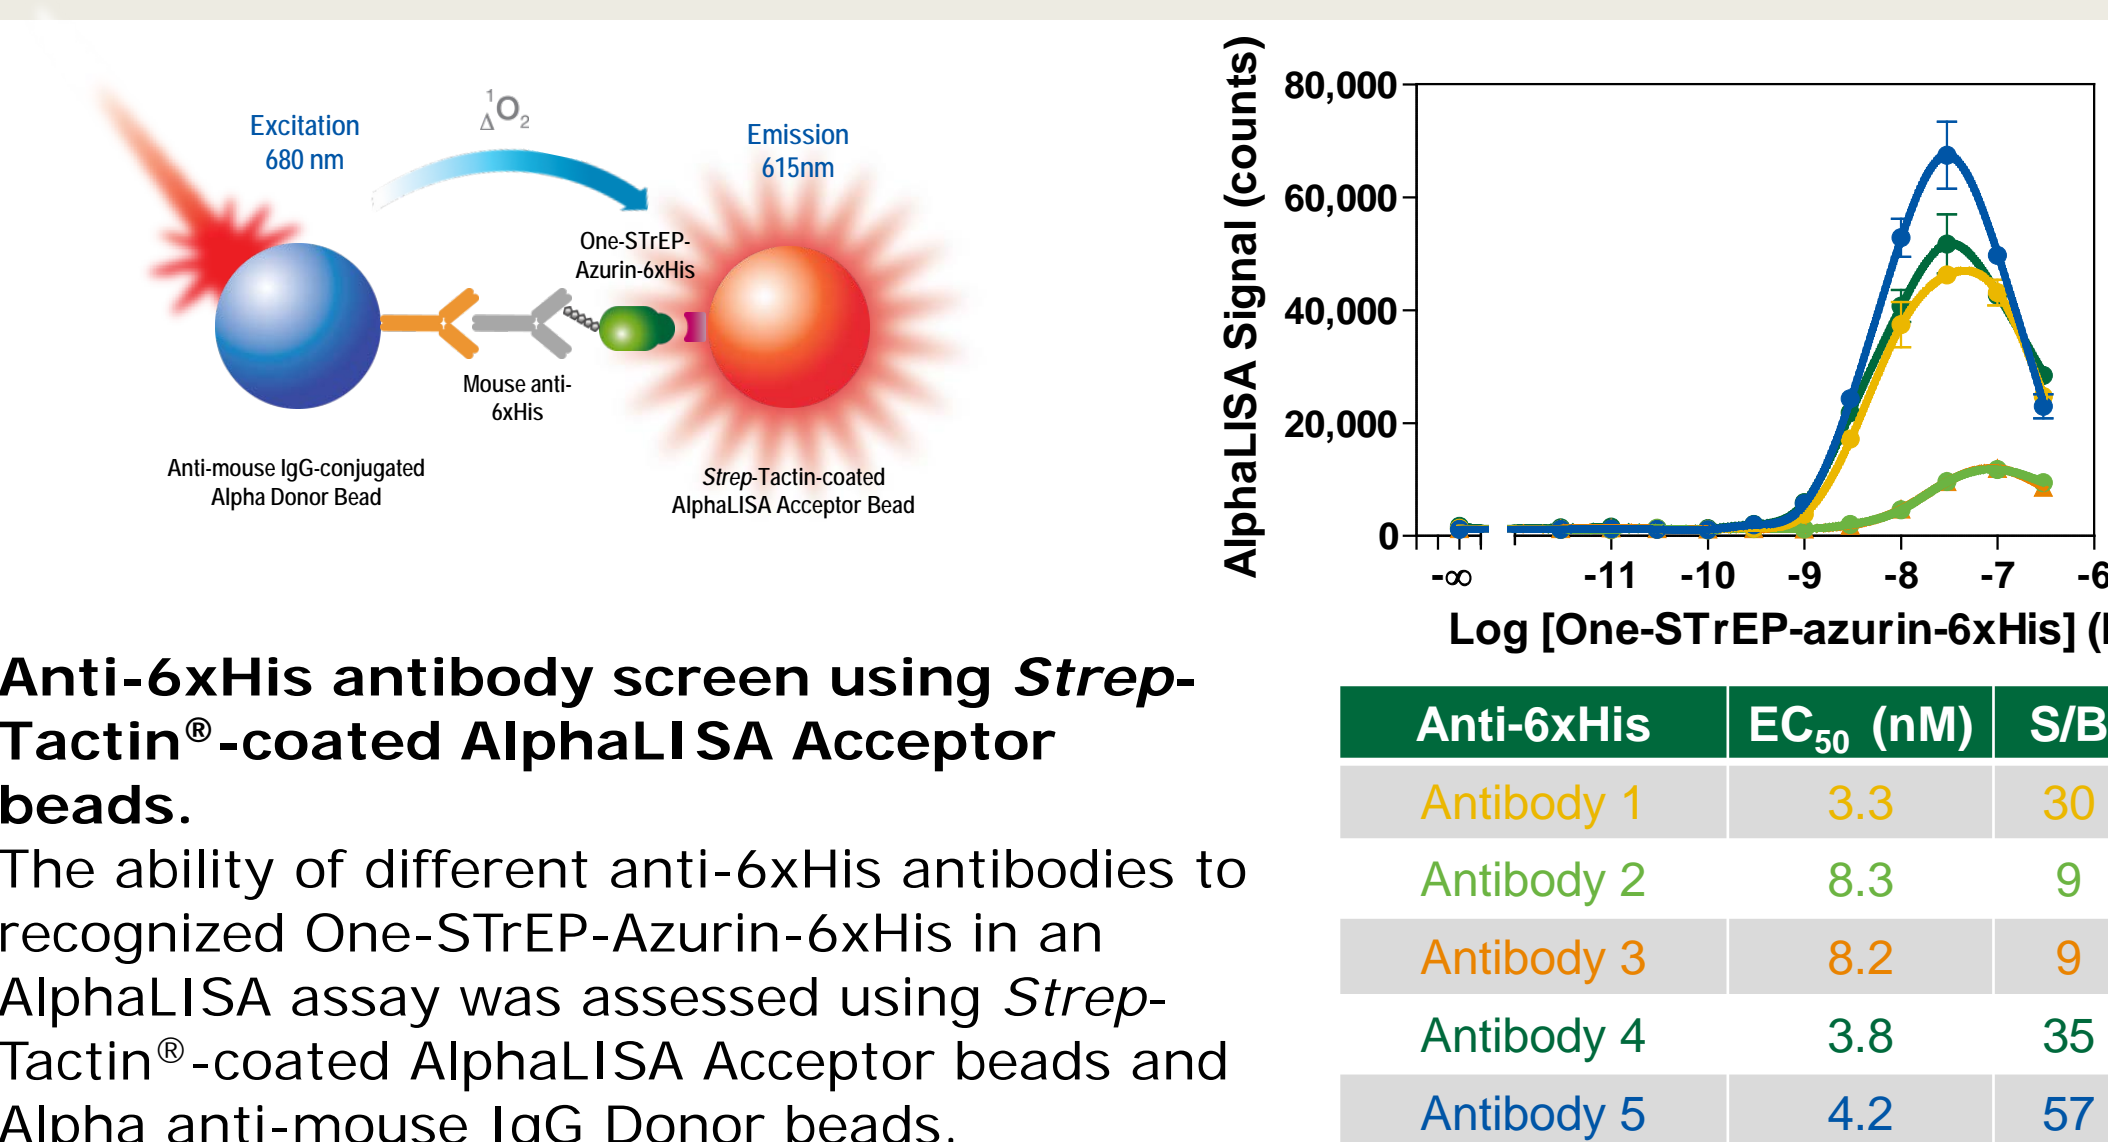 Excitation
680 nm
1
ΔO2
Emission
615nm
One-STrEP-
Azurin-6xHis
Mouse anti-
6xHis
Anti-mouse IgG-conjugated
Alpha Donor Bead
Strep-Tactin-coated
AlphaLISA Acceptor Bead
AlphaLISA Signal (counts)
80,000
60,000
40,000
20,000
0
-∞ -11 -10 -9 -8 -7 -6
Log [One-STrEP-azurin-6xHis] (
Anti-6xHis antibody screen using Strep-
Tactin®-coated AlphaLISA Acceptor
beads.
The ability of different anti-6xHis antibodies to
recognized One-STrEP-Azurin-6xHis in an
AlphaLISA assay was assessed using Strep-
Tactin®-coated AlphaLISA Acceptor beads and
Alpha anti-mouse IgG Donor beads.
Anti-6xHis EC50 (nM) S/B
Antibody 1 3.3 30
Antibody 2 8.3 9
Antibody 3 8.2 9
Antibody 4 3.8 35
Antibody 5 4.2 57